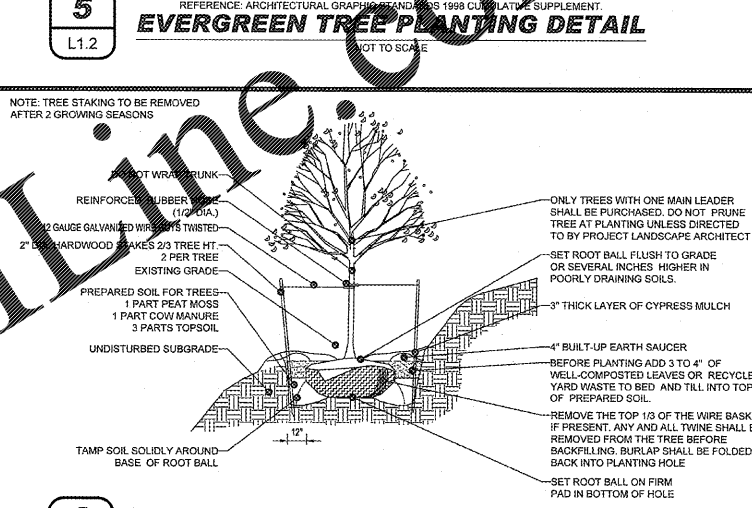 5
L1.2
REFERENCE: ARCHITECTURAL GRAPHIC STANDARDS 1998 CUMULATIVE SUPPLEMENT.
EVERGREEN TREE PLANTING DETAIL
NOT TO SCALE
NOTE: TREE STAKING TO BE REMOVED
AFTER 2 GROWING SEASONS
DO NOT WRAP TRUNK
REINFORCED RUBBER HOSE
(1/2" DIA.)
12 GAUGE GALVANIZED WIRE GUYS TWISTED
2" DIA. HARDWOOD STAKES 2/3 TREE HT.
2 PER TREE
EXISTING GRADE
PREPARED SOIL FOR TREES
1 PART PEAT MOSS
1 PART COW MANURE
3 PARTS TOPSOIL
UNDISTURBED SUBGRADE
12"
TAMP SOIL SOLIDLY AROUND
BASE OF ROOT BALL
ONLY TREES WITH ONE MAIN LEADER
SHALL BE PURCHASED. DO NOT PRUNE
TREE AT PLANTING UNLESS DIRECTED
TO BY PROJECT LANDSCAPE ARCHITECT
SET ROOT BALL FLUSH TO GRADE
OR SEVERAL INCHES HIGHER IN
POORLY DRAINING SOILS.
3" THICK LAYER OF CYPRESS MULCH
4" BUILT-UP EARTH SAUCER
BEFORE PLANTING ADD 3 TO 4" OF
WELL-COMPOSTED LEAVES OR RECYCLE
YARD WASTE TO BED AND TILL INTO TOP
OF PREPARED SOIL.
REMOVE THE TOP 1/3 OF THE WIRE BASK
IF PRESENT. ANY AND ALL TWINE SHALL B
REMOVED FROM THE TREE BEFORE
BACKFILLING. BURLAP SHALL BE FOLDED
BACK INTO PLANTING HOLE
SET ROOT BALL ON FIRM
PAD IN BOTTOM OF HOLE
iLine.co